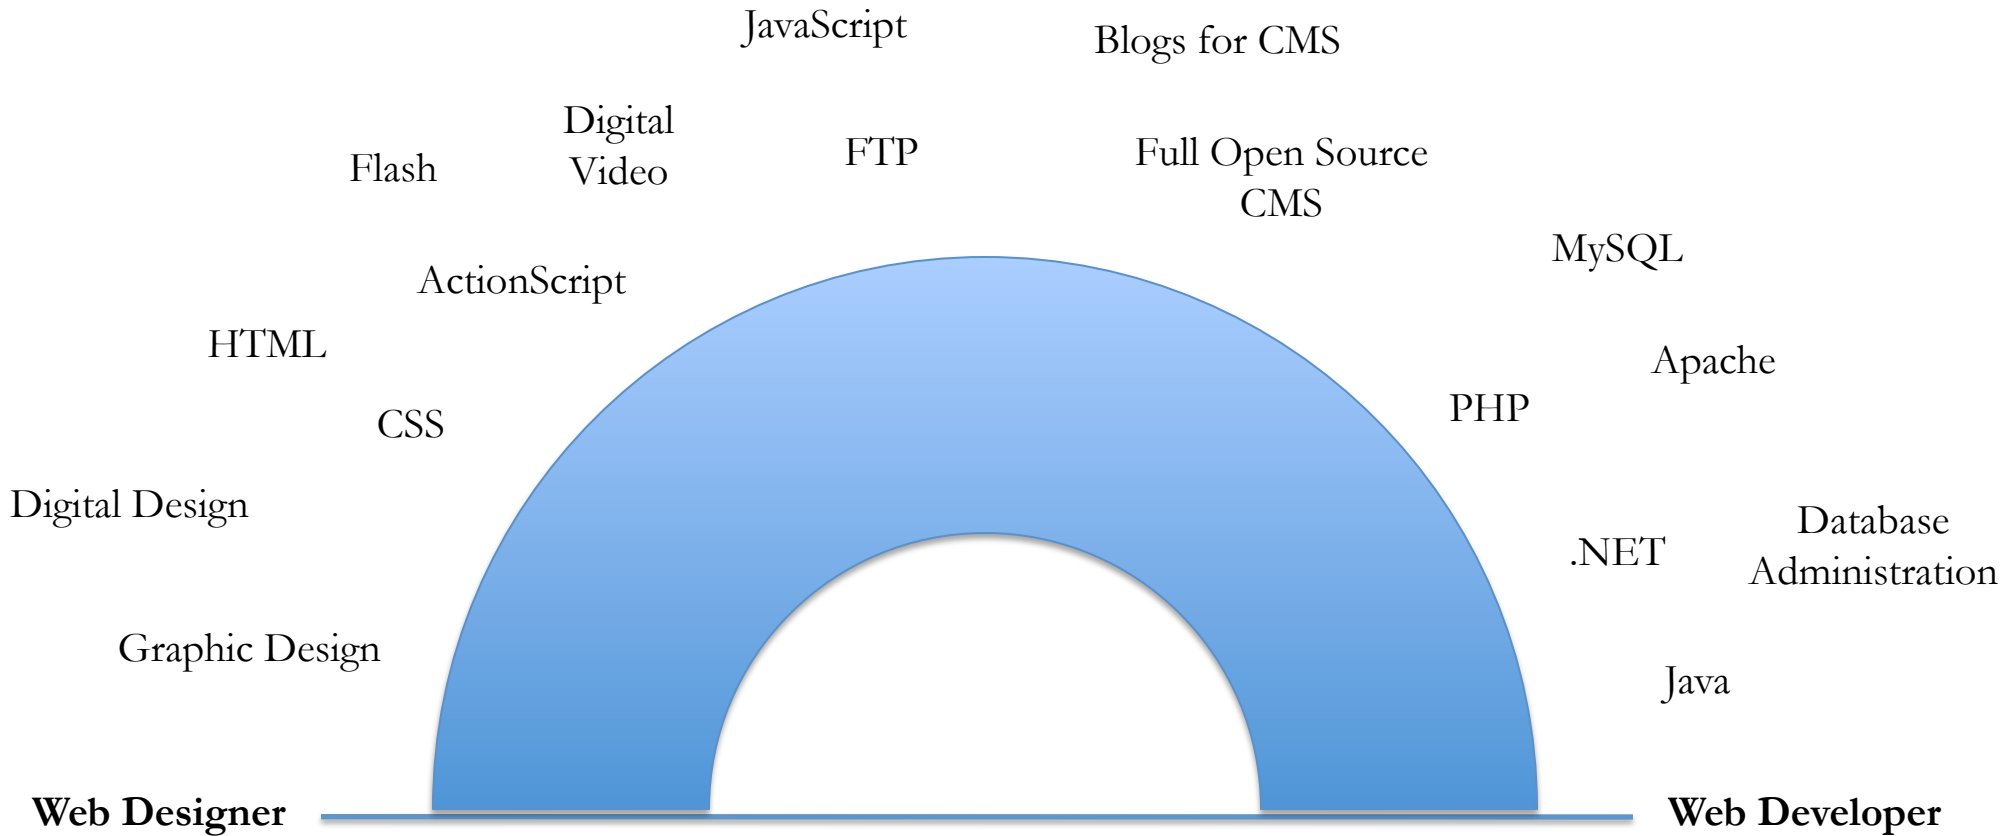 JavaScript
Blogs for CMS
Digital
Video
FTP
Full Open Source
CMS
Flash
MySQL
ActionScript
HTML
Apache
CSS
PHP
Digital Design
.NET
Database
Administration
Graphic Design
Java
Web Designer
Web Developer